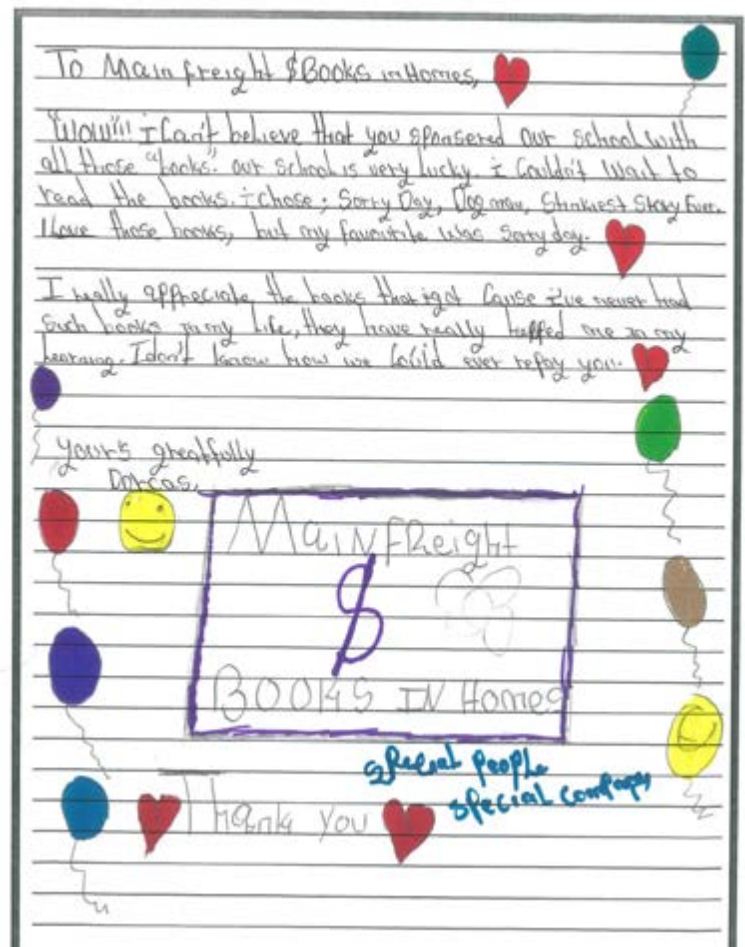 To Mainfreight $ Books in Homes,
"WOW!!! i Can't believe that you sponsered our school with
all those "books". our School is very lucky. i Couldn't Wait to
read the books. i chose ; Sorry Day, Dog man, Stinkiest Story Ever.
I Love those books, but my favourite was Sorry day.
I really appreciate the books that i got Cause i've never had
Such books in my Life, they have really helped me in my
Learning. I don't know how we Could ever repay you.
yours greatfully
Dorcas.
MainFReight
$
BOOKS IN Homes
special people
special company
Thank you